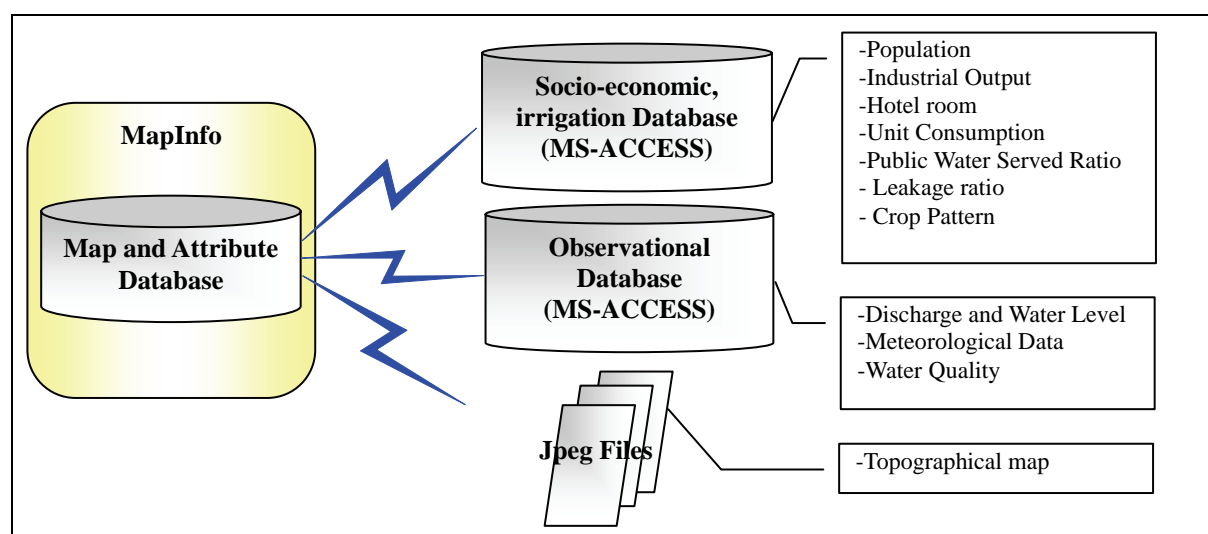 MapInfo
Map and Attribute
Database
Socio-economic,
irrigation Database
(MS-ACCESS)
Observational
Database
(MS-ACCESS)
Jpeg Files
-Population
-Industrial Output
-Hotel room
-Unit Consumption
-Public Water Served Ratio
- Leakage ratio
- Crop Pattern
-Discharge and Water Level
-Meteorological Data
-Water Quality
-Topographical map